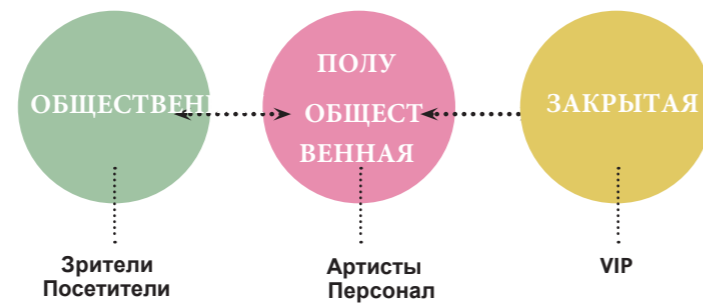 ОБЩЕСТВЕН
ПОЛУ
ОБЩЕСТ
ВЕННАЯ
ЗАКРЫТАЯ
Зрители
Посетители
Артисты
Персонал
VIP